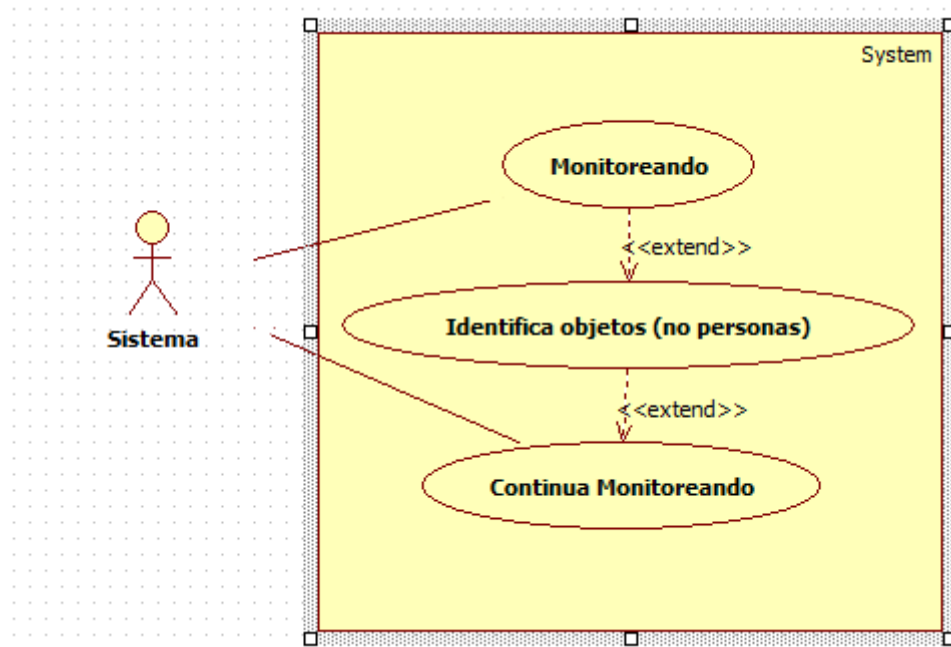 System
Monitoreando
<<extend>>
Identifica objetos (no personas)
Sistema
<<extend>>
Continua Monitoreando